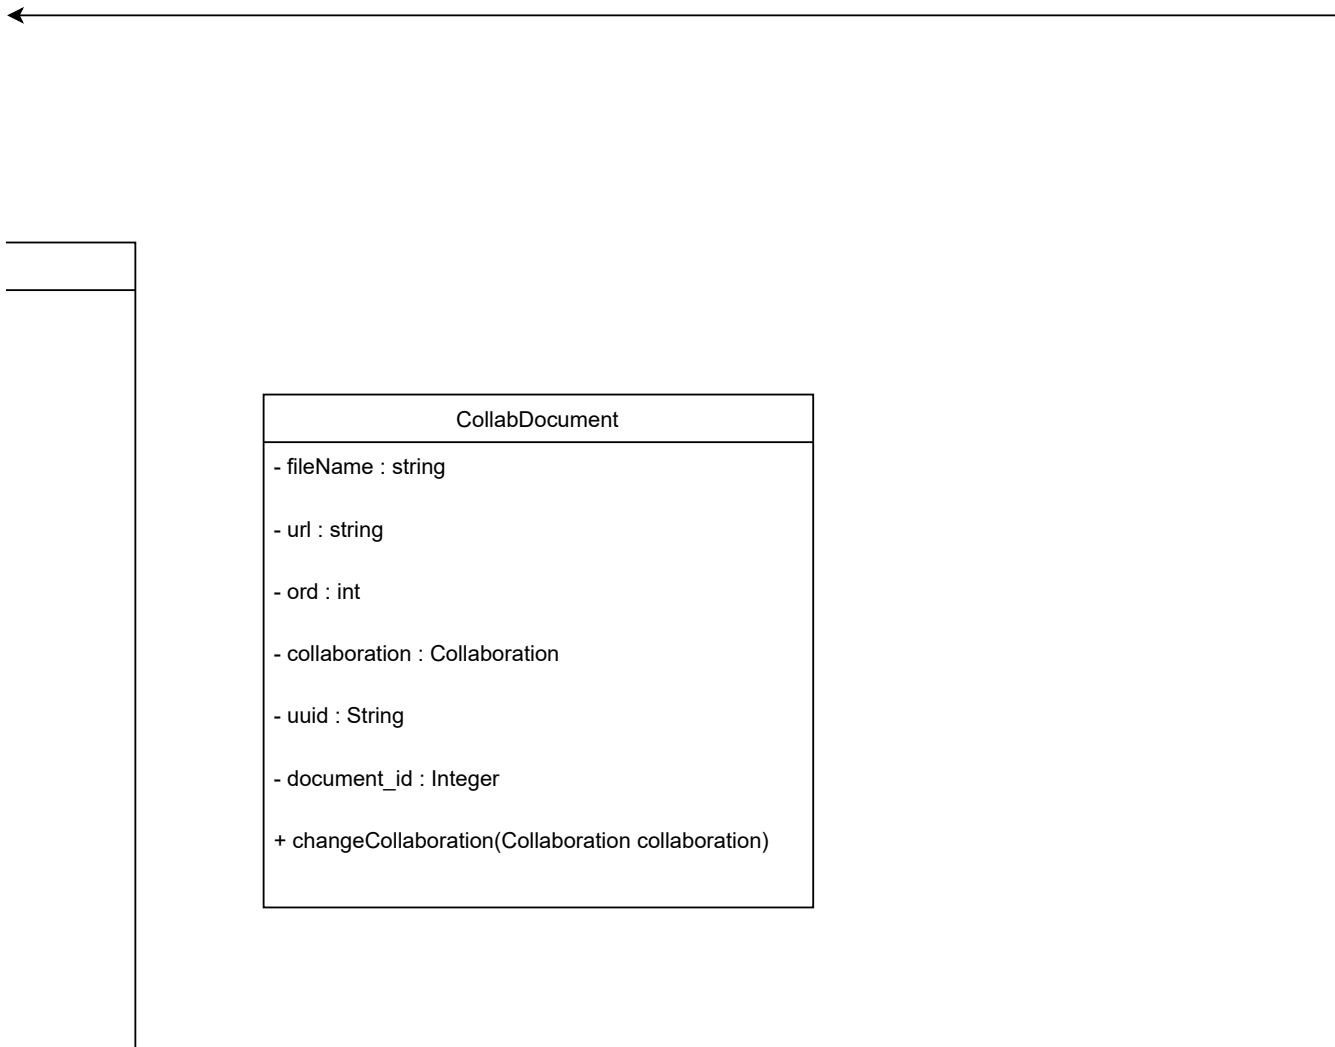 CollabDocument
- fileName : string
- url : string
- ord : int
- collaboration : Collaboration
- uuid : String
- document_id : Integer
+ changeCollaboration(Collaboration collaboration)